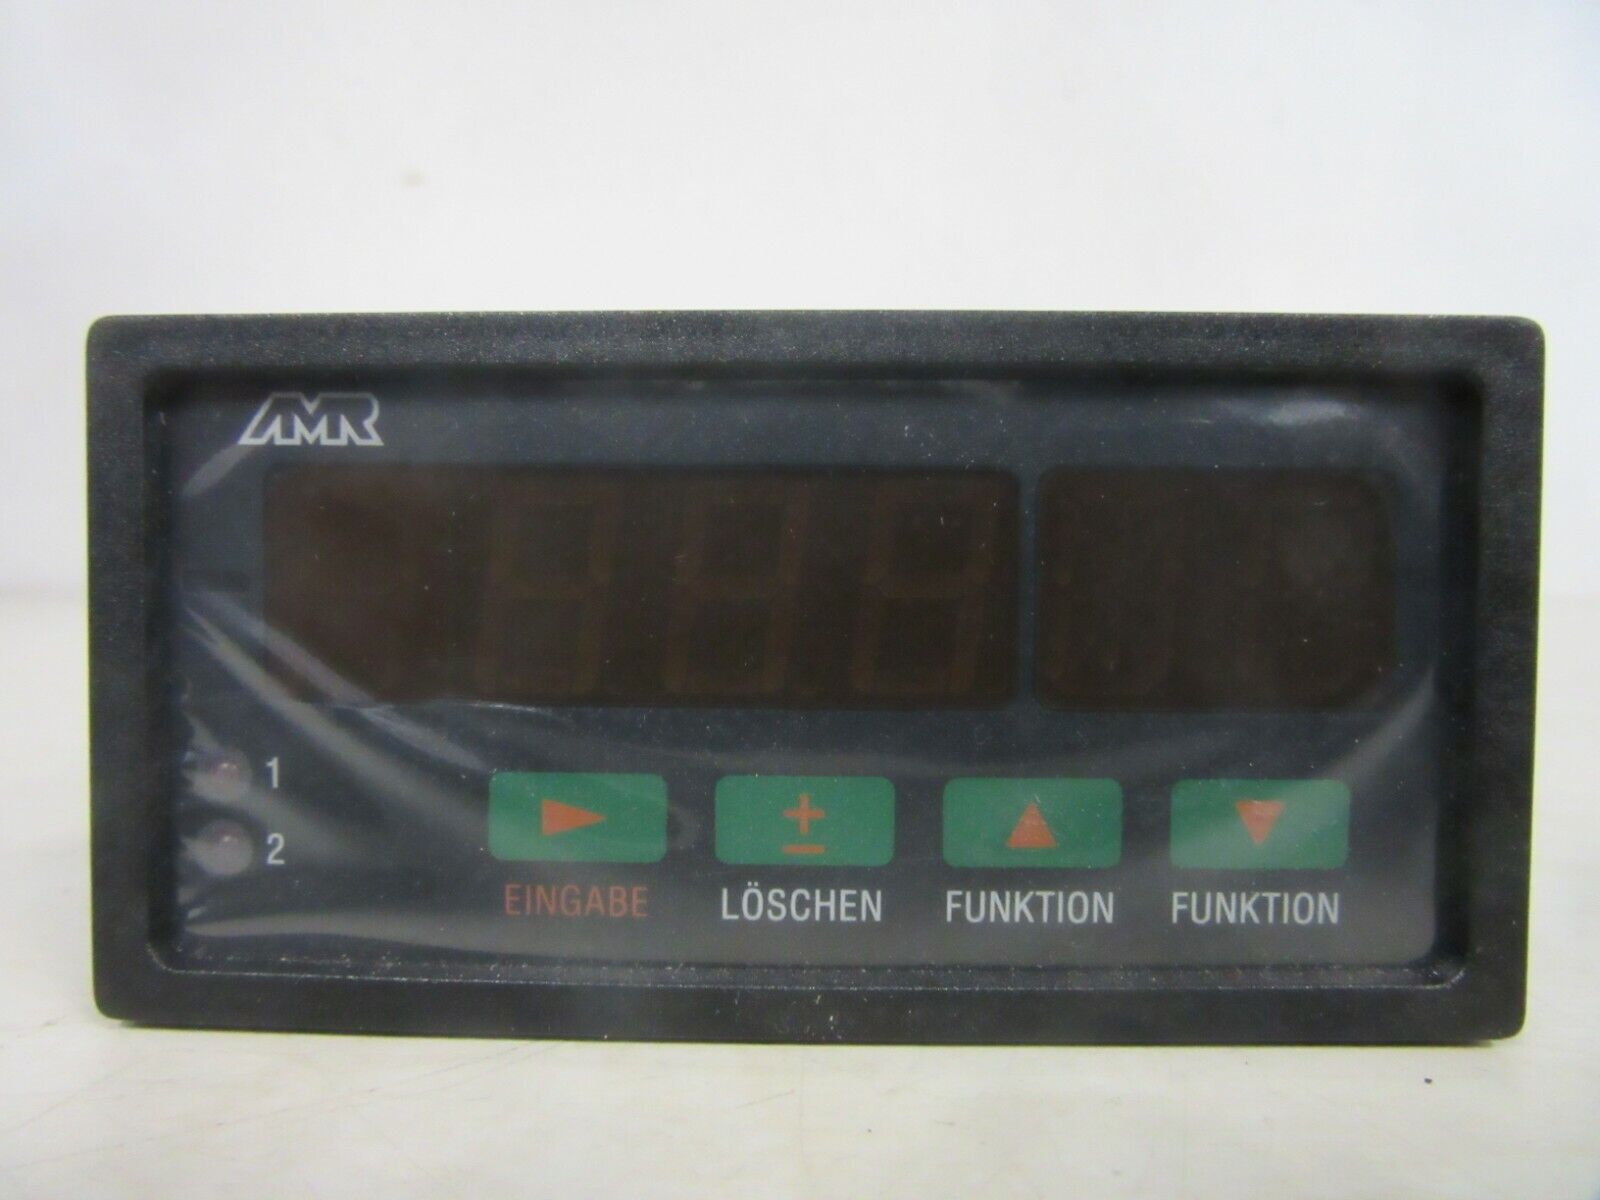 AMR
1
2
EINGABE LÖSCHEN FUNKTION FUNKTION